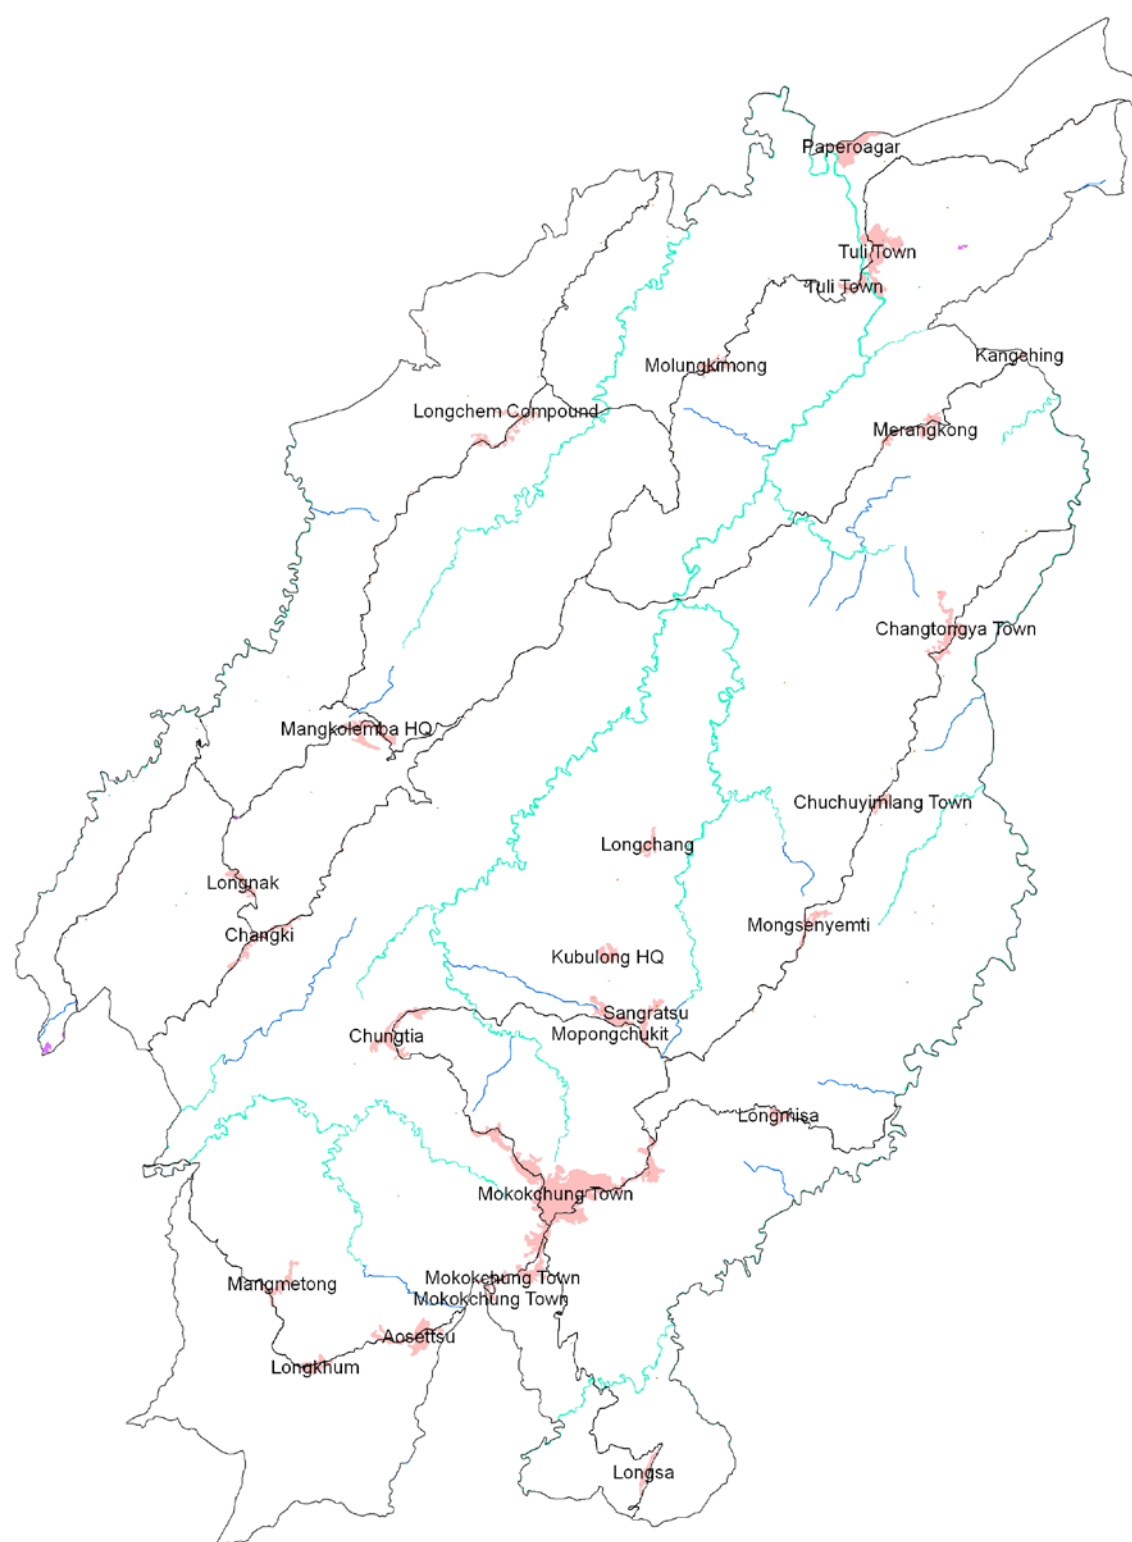 Paperoagar
Tuli Town
Tuli Town
Kangching
Molungkimong
Longchem Compound
Merangkong
Changtongya Town
Mangkolemba HQ
Chuchuyimlang Town
Longchang
Longnak
Mongsenyemti
Changki
Kubulong HQ
Sangratsu
Mopongchukit
Chungtia
Longmisa
Mokokchung Town
Mokokchung Town
Mangmetong
Mokokchung Town
Aosettsu
Longkhum
Longsa